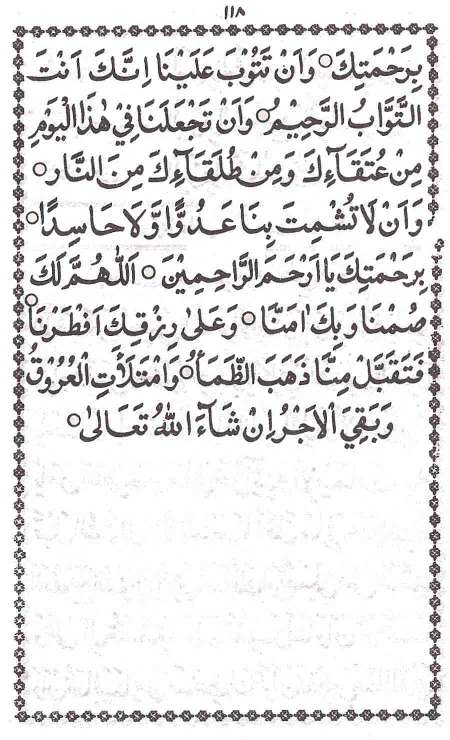 ١١٨
بِرَحْمَتِكَ ۝ وَاَنْ تَتُوْبَ عَلَيْنَا اِنَّكَ اَنْتَ
التَّوَّابُ الرَّحِيْمُ ۝ وَاَنْ تَجْعَلَنَا فِيْ هٰذَا الْيَوْمِ
مِنْ عُتَقَآءِكَ وَمِنْ طُلَقَآءِكَ مِنَ النَّارِ ۝
وَاَنْ لَا تُشْمِتَ بِنَا عَدُوًّا وَّلَا حَاسِدًا ۝
بِرَحْمَتِكَ يَا اَرْحَمَ الرَّاحِمِيْنَ ۝ اَللّٰهُمَّ لَكَ
صُمْنَا وَبِكَ اٰمَنَّا ۝ وَعَلٰى رِزْقِكَ اَفْطَرْنَا ۝
فَتَقَبَّلْ مِنَّا ذَهَبَ الظَّمَأُ ۝ وَامْتَلَأَتِ الْعُرُوْقُ
وَبَقِيَ الْاَجْرُ اِنْ شَآءَ اللّٰهُ تَعَالٰى ۝